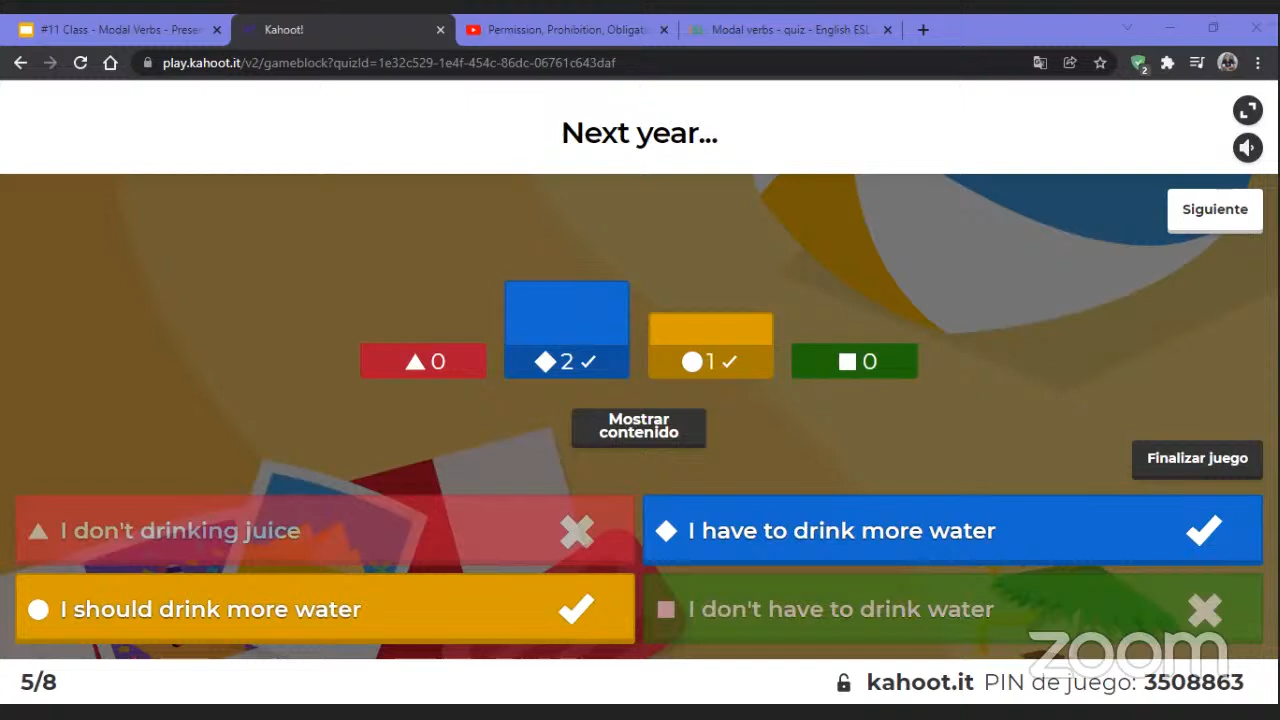 #11 Class - Modal Verbs - Presen
Kahoot!
Permission, Prohibition, Obligati
Modal verbs - quiz - English ESL
play.kahoot.it/v2/gameblock?quizId=1e32c529-1e4f-454c-86dc-06761c643daf
2
Next year...
Siguiente
0
2
1
0
Mostrar
contenido
Finalizar juego
I don't drinking juice
I have to drink more water
I should drink more water
I don't have to drink water
zoom
5/8
kahoot.it PIN de juego: 3508863